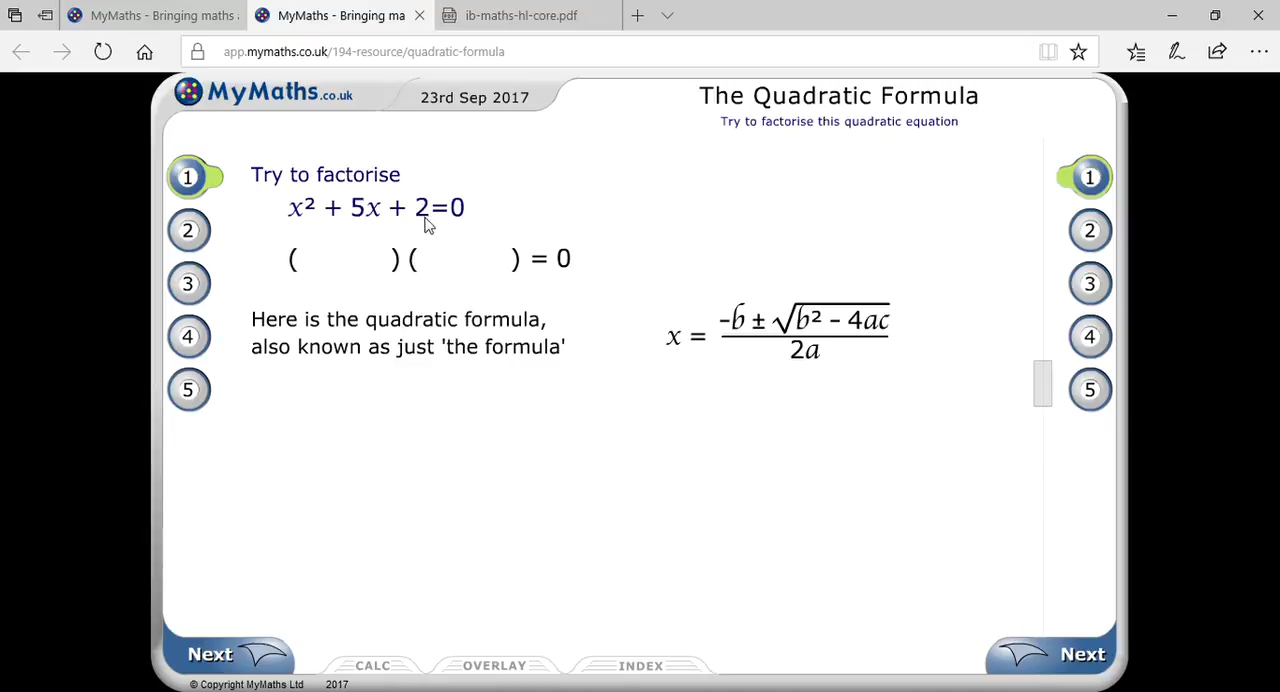 MyMaths - Bringing maths
MyMaths - Bringing ma
ib-maths-hl-core.pdf
app.mymaths.co.uk/194-resource/quadratic-formula
MyMaths.co.uk
23rd Sep 2017
The Quadratic Formula
Try to factorise this quadratic equation
1
2
3
4
5
Try to factorise
x² + 5x + 2=0
( ) ( ) = 0
Here is the quadratic formula,
also known as just 'the formula'
x = -b ± √b² - 4ac
2a
1
2
3
4
5
Next
CALC
OVERLAY
INDEX
Next
© Copyright MyMaths Ltd 2017